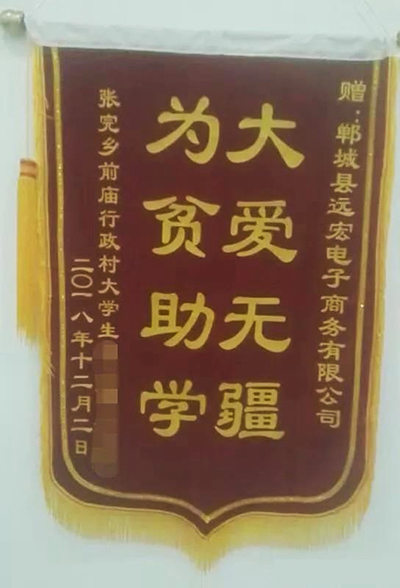 赠：郸城县远宏电子商务有限公司
大爱无疆
为贫助学
张完乡前庙行政村大学生
二〇一八年十二月二日